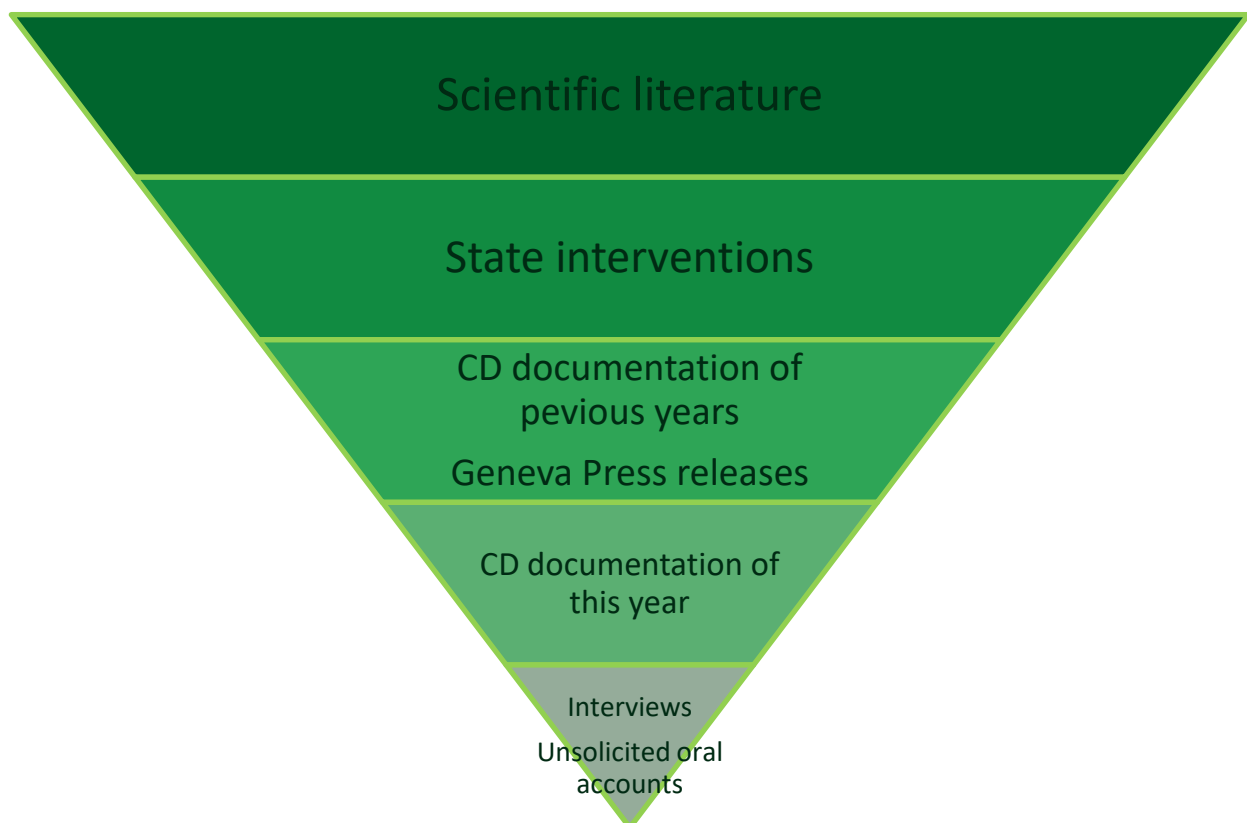 Scientific literature
State interventions
CD documentation of
pevious years
Geneva Press releases
CD documentation of
this year
Interviews
Unsolicited oral
accounts